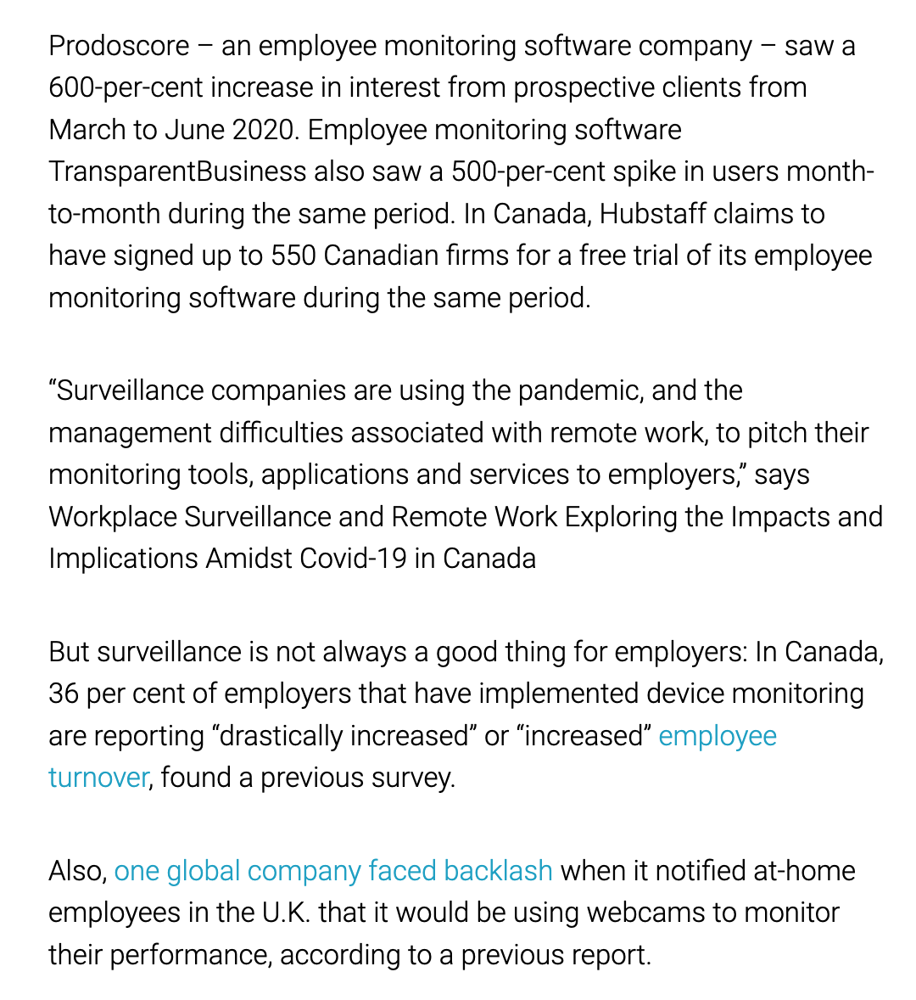 Prodoscore – an employee monitoring software company – saw a
600-per-cent increase in interest from prospective clients from
March to June 2020. Employee monitoring software
TransparentBusiness also saw a 500-per-cent spike in users month-
to-month during the same period. In Canada, Hubstaff claims to
have signed up to 550 Canadian firms for a free trial of its employee
monitoring software during the same period.
“Surveillance companies are using the pandemic, and the
management difficulties associated with remote work, to pitch their
monitoring tools, applications and services to employers,” says
Workplace Surveillance and Remote Work Exploring the Impacts and
Implications Amidst Covid-19 in Canada
But surveillance is not always a good thing for employers: In Canada,
36 per cent of employers that have implemented device monitoring
are reporting “drastically increased” or “increased” employee
turnover, found a previous survey.
Also, one global company faced backlash when it notified at-home
employees in the U.K. that it would be using webcams to monitor
their performance, according to a previous report.